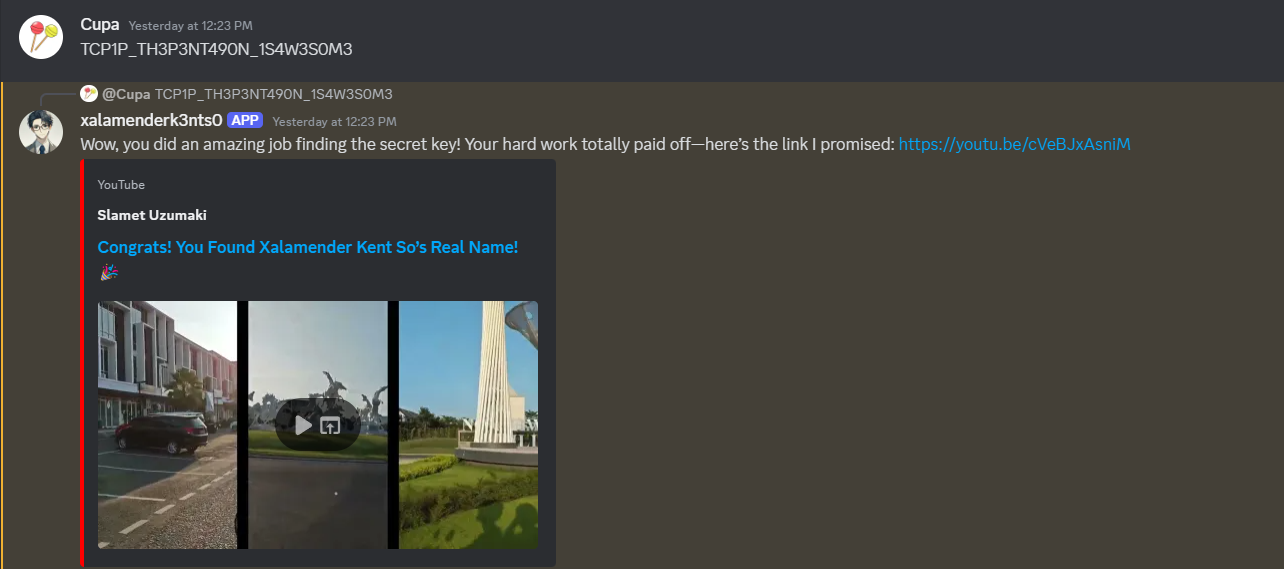 Cupa Yesterday at 12:23 PM
TCP1P_TH3P3NT490N_1S4W3S0M3
@Cupa TCP1P_TH3P3NT490N_1S4W3S0M3
xalamenderk3nts0 APP Yesterday at 12:23 PM
Wow, you did an amazing job finding the secret key! Your hard work totally paid off—here’s the link I promised: https://youtu.be/cVeBJxAsniM
YouTube
Slamet Uzumaki
Congrats! You Found Xalamender Kent So’s Real Name!
🎉